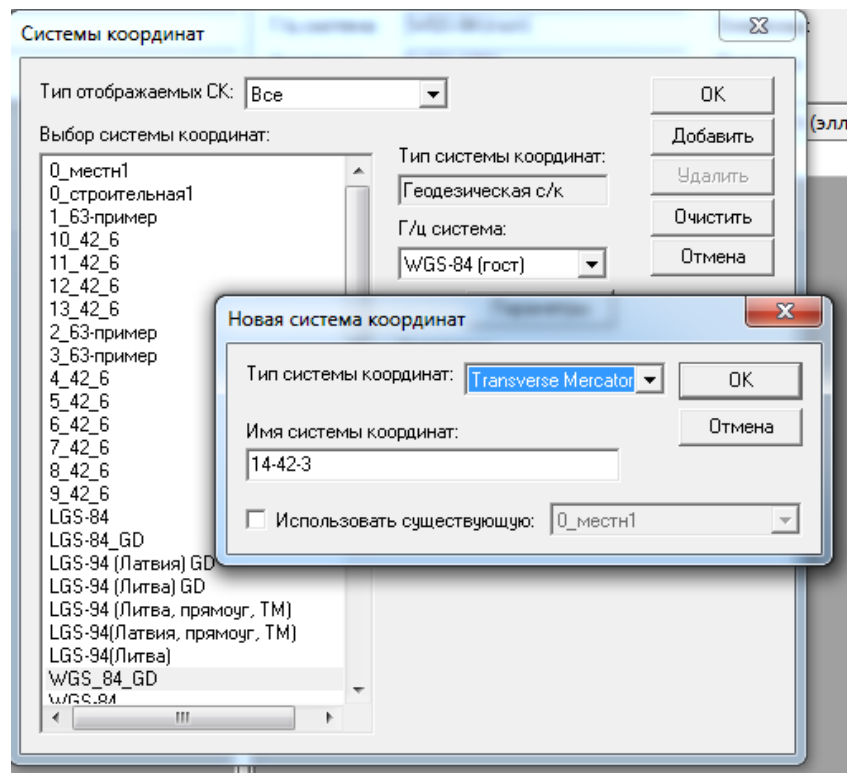 Системы координат
Тип отображаемых СК: Все
OK
Выбор системы координат:
Добавить
(элл
0_местн1
0_строительная1
1_63-пример
10_42_6
11_42_6
12_42_6
13_42_6
2_63-пример
3_63-пример
4_42_6
5_42_6
6_42_6
7_42_6
8_42_6
9_42_6
LGS-84
LGS-84_GD
LGS-94 (Латвия) GD
LGS-94 (Литва) GD
LGS-94 (Литва, прямоуг, TM)
LGS-94(Латвия, прямоуг, TM)
LGS-94(Литва)
WGS_84_GD
WGS-84
Тип системы координат:
Геодезическая с/к
Г/ц система:
WGS-84 (гост)
Удалить
Очистить
Отмена
Новая система координат
Тип системы координат: Transverse Mercator
OK
Имя системы координат:
Отмена
14-42-3
Использовать существующую: 0_местн1